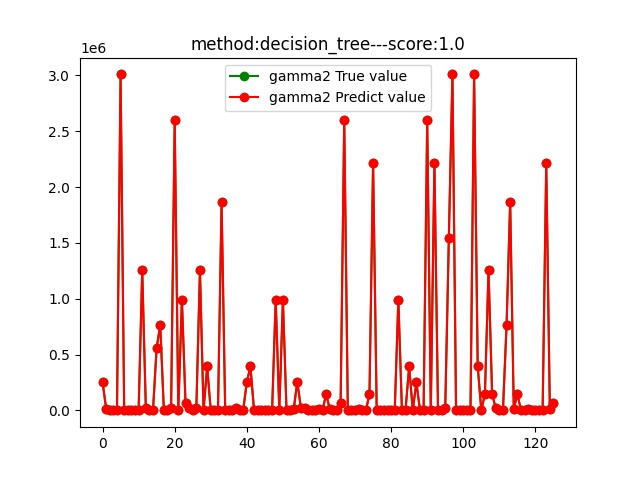 method:decision_tree---score:1.0
1e6
gamma2 True value
gamma2 Predict value
3.0
2.5
2.0
1.5
1.0
0.5
0.0
0 20 40 60 80 100 120